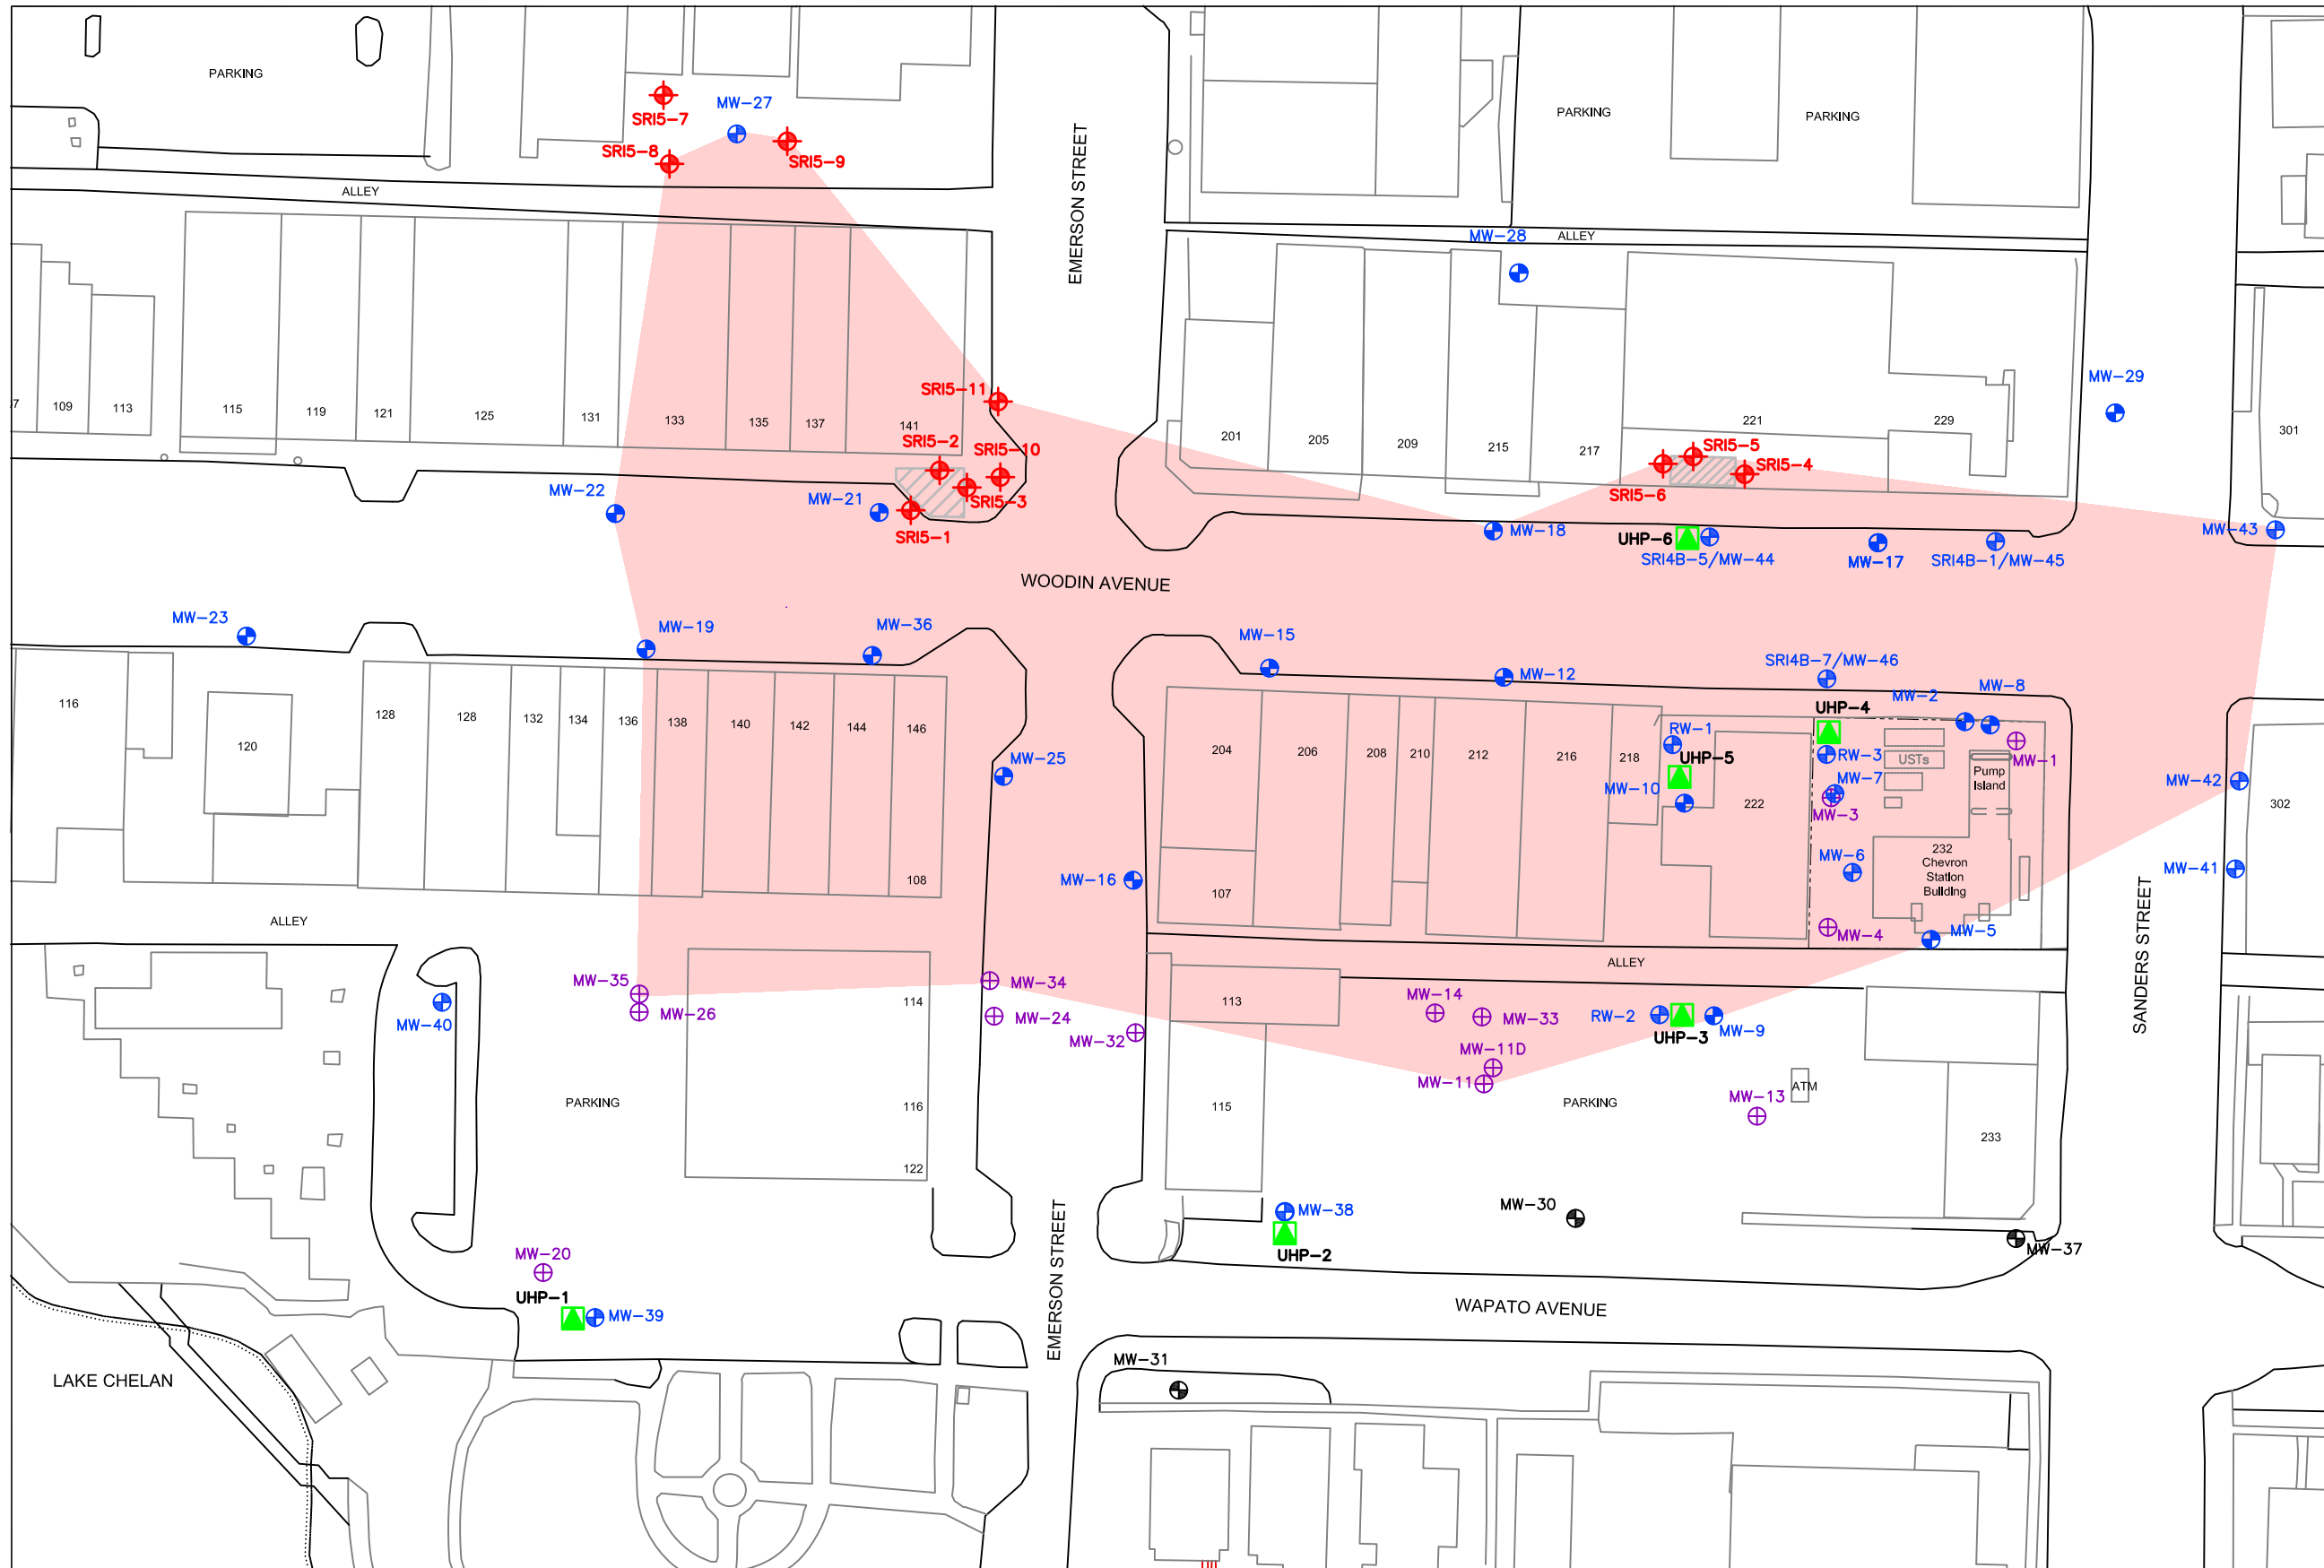 PARKING
MW-27
SRI5-7
SRI5-8
SRI5-9
ALLEY
EMERSON STREET
PARKING
PARKING
MW-28
ALLEY
MW-29
7
109
113
115
119
121
125
131
133
135
137
141
SRI5-11
SRI5-2
SRI5-10
SRI5-3
SRI5-1
MW-22
MW-21
201
205
209
215
217
221
229
301
SRI5-5
SRI5-4
SRI5-6
MW-18
UHP-6
SRI4B-5/MW-44
MW-17
SRI4B-1/MW-45
MW-43
WOODIN AVENUE
MW-23
MW-19
MW-36
MW-15
MW-12
SRI4B-7/MW-46
MW-2
MW-8
UHP-4
116
120
128
128
132
134
136
138
140
142
144
146
108
MW-25
MW-16
204
206
208
210
212
216
218
107
RW-1
UHP-5
MW-10
222
RW-3
MW-7
MW-3
USTs
Pump
Island
MW-1
MW-42
302
MW-6
232
Chevron
Station
Building
MW-41
MW-4
MW-5
ALLEY
ALLEY
SANDERS STREET
MW-35
MW-26
MW-40
MW-34
MW-24
MW-32
114
113
MW-14
MW-33
RW-2
UHP-3
MW-9
MW-11D
MW-11
PARKING
116
115
PARKING
ATM
MW-13
233
122
MW-38
UHP-2
MW-30
MW-37
MW-20
UHP-1
MW-39
EMERSON STREET
WAPATO AVENUE
MW-31
LAKE CHELAN